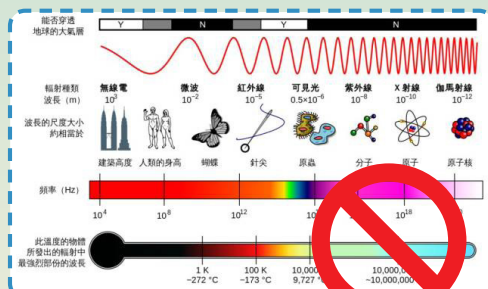 能否穿透
地球的大氣層
Y N Y N
輻射種類 無線電 微波 紅外線 可見光 紫外線 X射線 伽馬射線
波長(m) 10³ 10⁻² 10⁻⁵ 0.5×10⁻⁶ 10⁻⁸ 10⁻¹⁰ 10⁻¹²
波長的尺度大小
約相當於
建築高度 人類的身高 蝴蝶 針尖 原蟲 分子 原子 原子核
頻率(Hz)
10⁴ 10⁸ 10¹² 10¹⁸
此溫度的物體
所發出的輻射中
最強烈部份的波長
1 K 100 K 10,000 10,000,00
−272 °C −173 °C 9,727 °C ~10,000,000